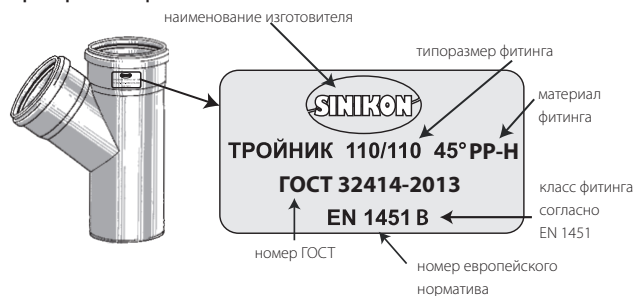 наименование изготовителя
типоразмер фитинга
SINIKON
материал
фитинга
ТРОЙНИК 110/110 45° PP-H
ГОСТ 32414-2013
EN 1451 B
класс фитинга
согласно
EN 1451
номер ГОСТ
номер европейского
норматива